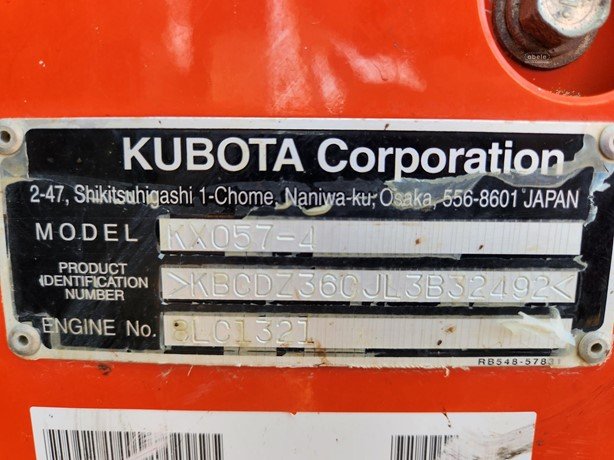 abele
KUBOTA Corporation
2-47, Shikitsuhigashi 1-Chome, Naniwa-ku, Osaka, 556-8601 JAPAN
MODEL KX057-4
PRODUCT
IDENTIFICATION
NUMBER
>KBCDZ36CJL3B32492<
ENGINE No. 8LC1321
RB548-57831